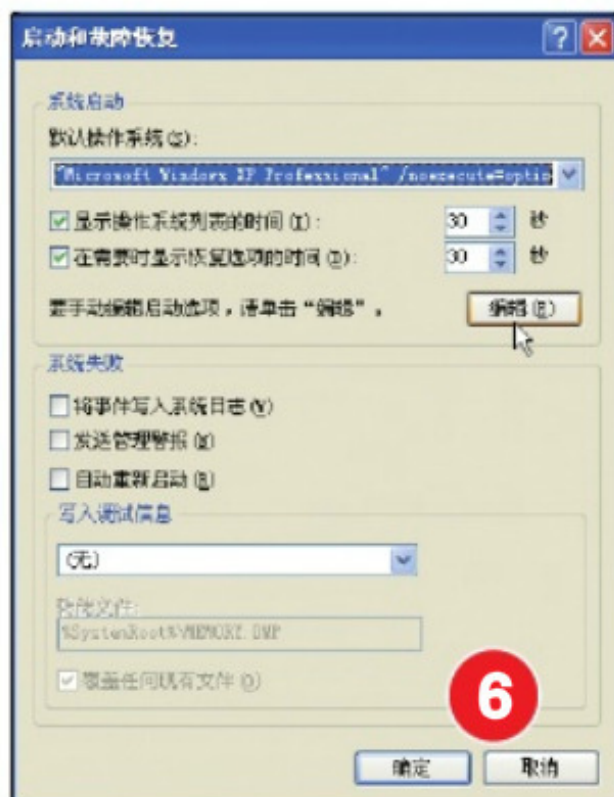 启动和故障恢复
系统启动
默认操作系统(S):
"Microsoft Windows XP Professional" /noexecute=optin
显示操作系统列表的时间(T): 30 秒
在需要时显示恢复选项的时间(D): 30 秒
要手动编辑启动选项，请单击“编辑”。 编辑(E)
系统失败
将事件写入系统日志(W)
发送管理警报(N)
自动重新启动(R)
写入调试信息
(无)
转储文件:
%SystemRoot%\MEMORY.DMP
覆盖任何现有文件(O)
6
确定 取消